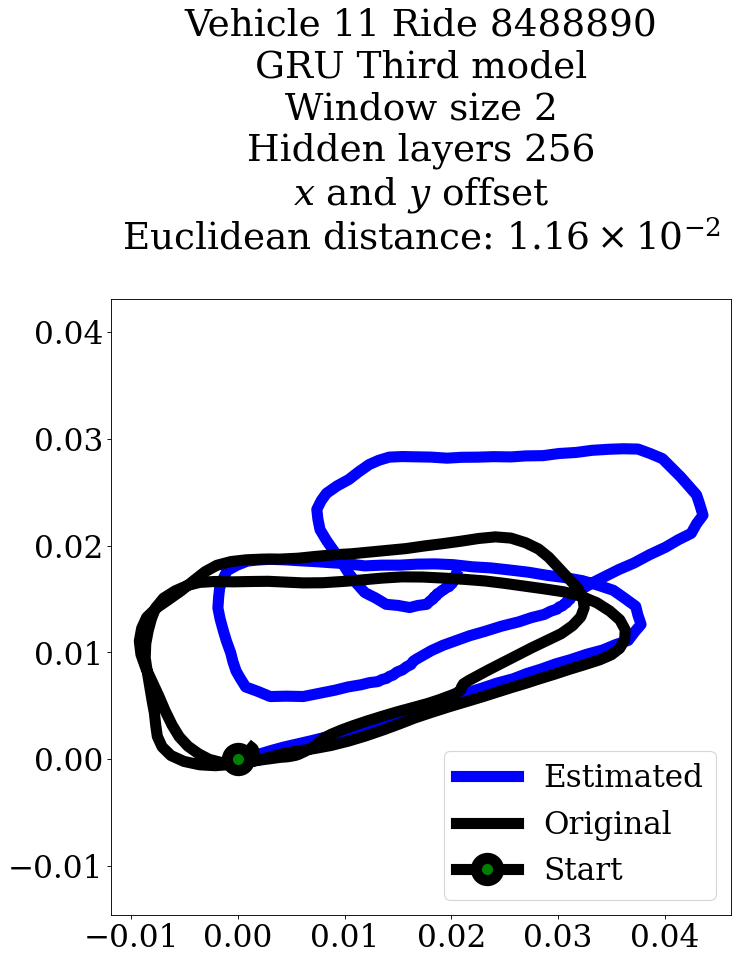 Vehicle 11 Ride 8488890
GRU Third model
Window size 2
Hidden layers 256
x and y offset
Euclidean distance: 1.16 × 10⁻²
0.04
0.03
0.02
0.01
0.00
−0.01
Estimated
Original
Start
−0.01 0.00 0.01 0.02 0.03 0.04